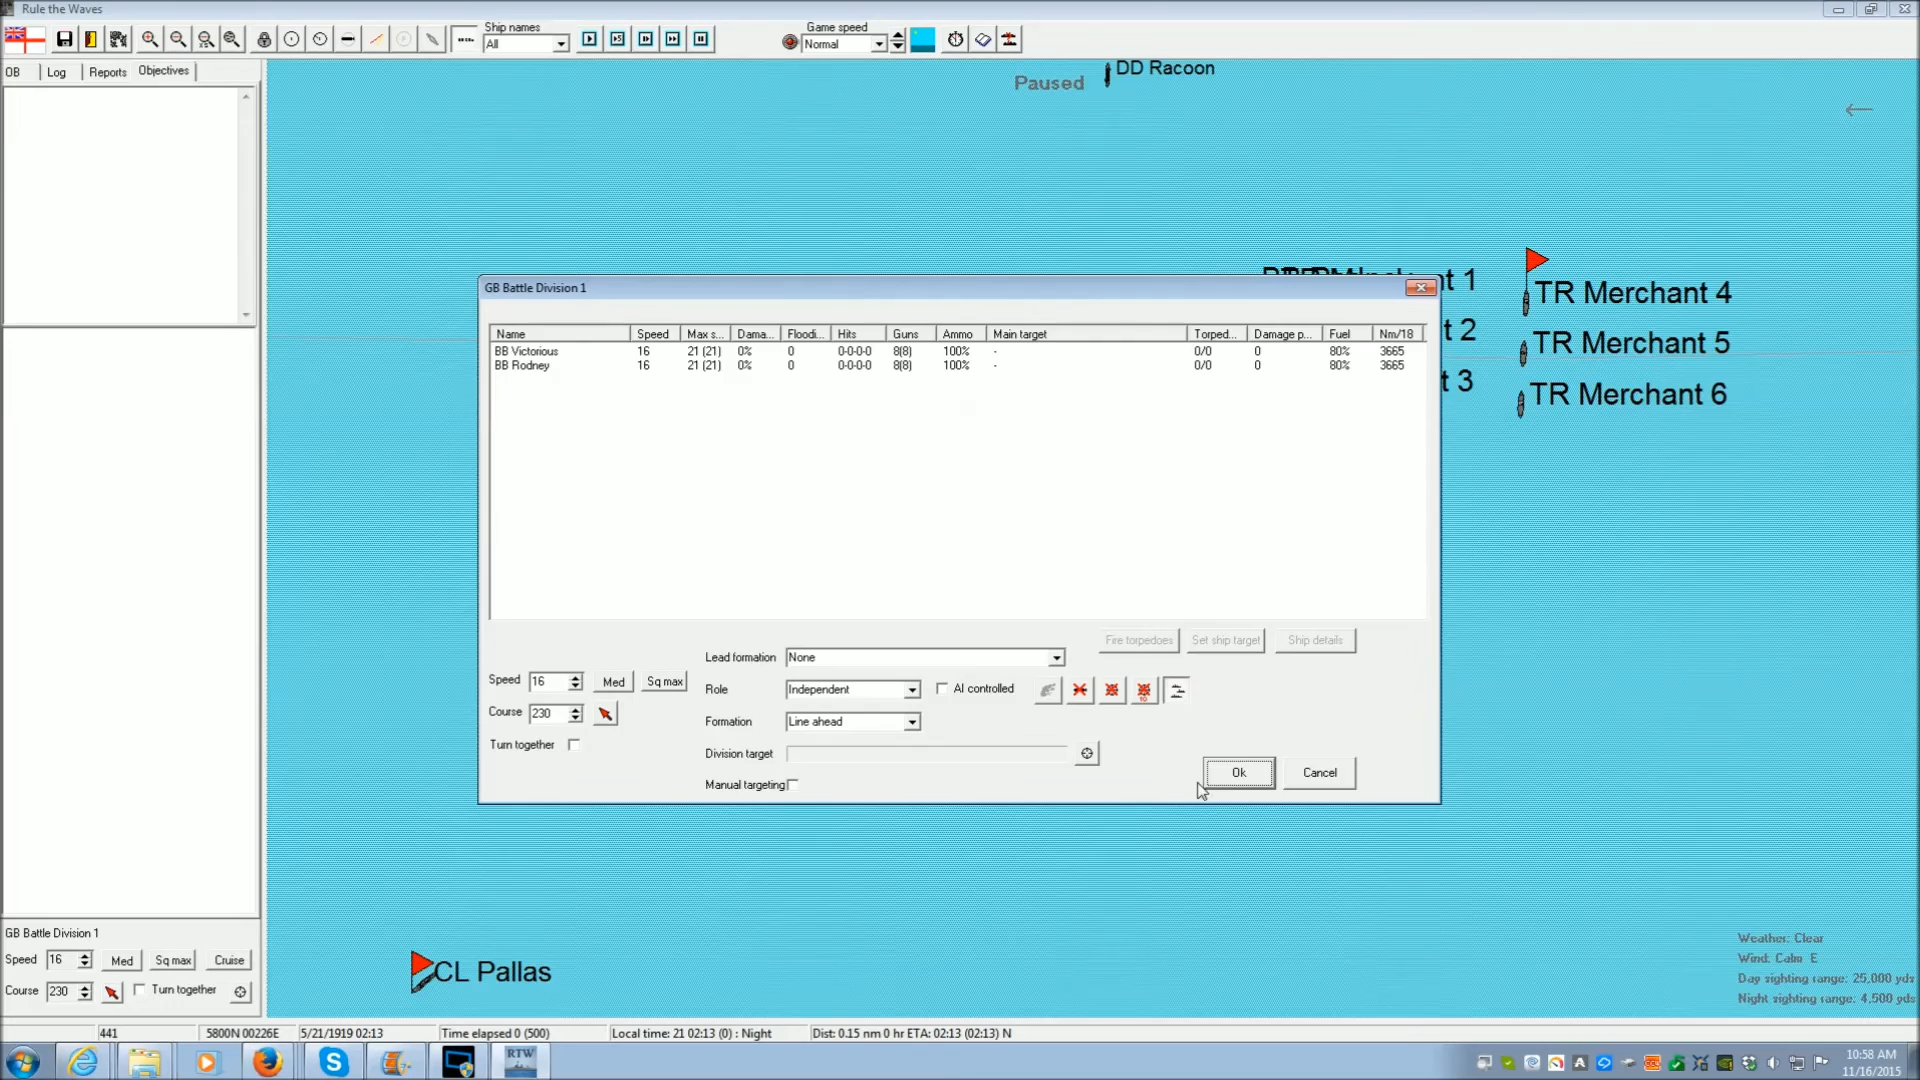 Rule the Waves
Ship names
All
Game speed
Normal
OB
Log
Reports
Objectives
Paused
DD Racoon
nt 1
TR Merchant 4
t 2
TR Merchant 5
t 3
TR Merchant 6
GB Battle Division 1
Name Speed Max s... Dama... Floodi... Hits Guns Ammo Main target Torped... Damage p... Fuel Nm/18
BB Victorious 16 21 (21) 0% 0 0-0-0-0 8(8) 100% - 0/0 0 80% 3665
BB Rodney 16 21 (21) 0% 0 0-0-0-0 8(8) 100% - 0/0 0 80% 3665
Fire torpedoes Set ship target Ship details
Lead formation None
Speed 16 Med Sq max
Role Independent AI controlled
Course 230
Formation Line ahead
Turn together
Division target
Manual targeting
Ok Cancel
CL Pallas
GB Battle Division 1
Speed 16 Med Sq max Cruise
Course 230 Turn together
Weather: Clear
Wind: Calm E
Day sighting range: 25,000 yds
Night sighting range: 4,500 yds
441 5800N 00226E 5/21/1919 02:13 Time elapsed 0 (500) Local time: 21 02:13 (0) : Night Dist: 0.15 nm 0 hr ETA: 02:13 (02:13) N
RTW
10:58 AM
11/16/2015